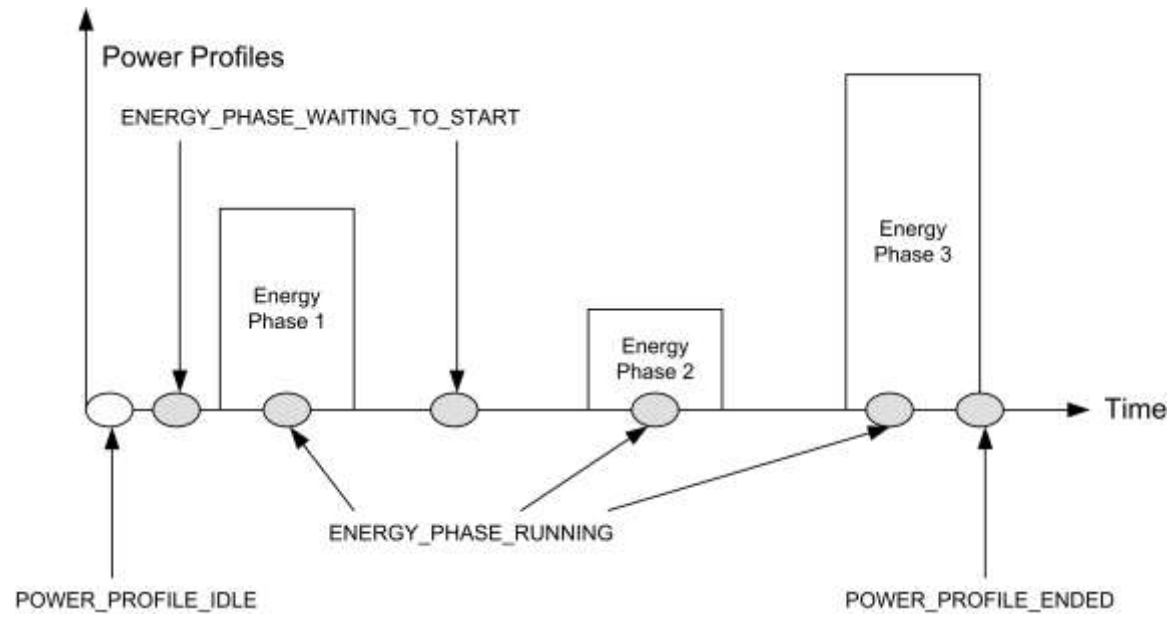 Power Profiles
ENERGY_PHASE_WAITING_TO_START
Energy
Phase 3
Energy
Phase 1
Energy
Phase 2
Time
ENERGY_PHASE_RUNNING
POWER_PROFILE_IDLE
POWER_PROFILE_ENDED